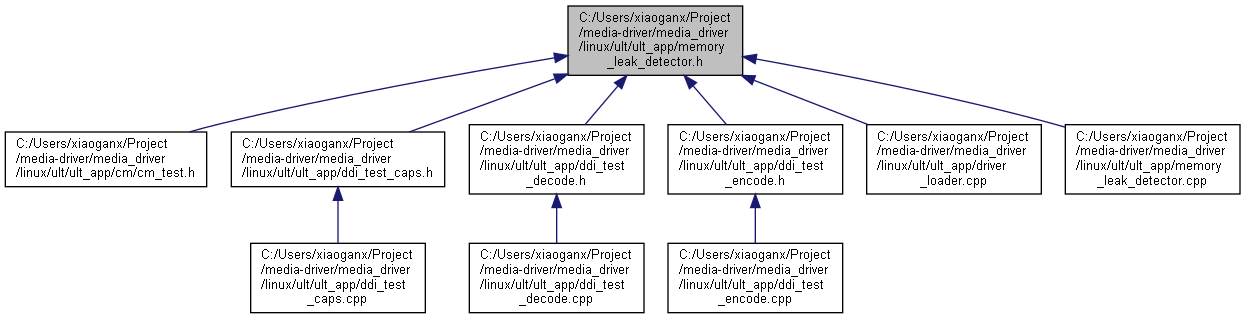 C:/Users/xiaoganx/Project
/media-driver/media_driver
/linux/ult/ult_app/memory
_leak_detector.h
C:/Users/xiaoganx/Project
/media-driver/media_driver
/linux/ult/ult_app/cm/cm_test.h
C:/Users/xiaoganx/Project
/media-driver/media_driver
/linux/ult/ult_app/ddi_test_caps.h
C:/Users/xiaoganx/Project
/media-driver/media_driver
/linux/ult/ult_app/ddi_test
_decode.h
C:/Users/xiaoganx/Project
/media-driver/media_driver
/linux/ult/ult_app/ddi_test
_encode.h
C:/Users/xiaoganx/Project
/media-driver/media_driver
/linux/ult/ult_app/driver
_loader.cpp
C:/Users/xiaoganx/Project
/media-driver/media_driver
/linux/ult/ult_app/memory
_leak_detector.cpp
C:/Users/xiaoganx/Project
/media-driver/media_driver
/linux/ult/ult_app/ddi_test
_caps.cpp
C:/Users/xiaoganx/Project
/media-driver/media_driver
/linux/ult/ult_app/ddi_test
_decode.cpp
C:/Users/xiaoganx/Project
/media-driver/media_driver
/linux/ult/ult_app/ddi_test
_encode.cpp